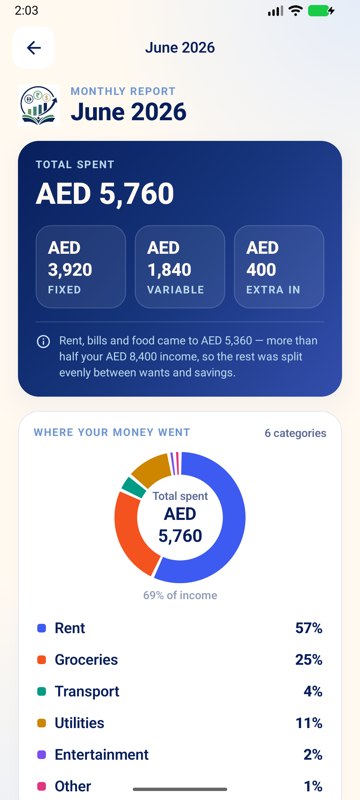 2:03
June 2026
MONTHLY REPORT
June 2026
TOTAL SPENT
AED 5,760
AED
3,920
FIXED
AED
1,840
VARIABLE
AED
400
EXTRA IN
Rent, bills and food came to AED 5,360 — more than
half your AED 8,400 income, so the rest was split
evenly between wants and savings.
WHERE YOUR MONEY WENT
6 categories
Total spent
AED
5,760
69% of income
Rent 57%
Groceries 25%
Transport 4%
Utilities 11%
Entertainment 2%
Other 1%